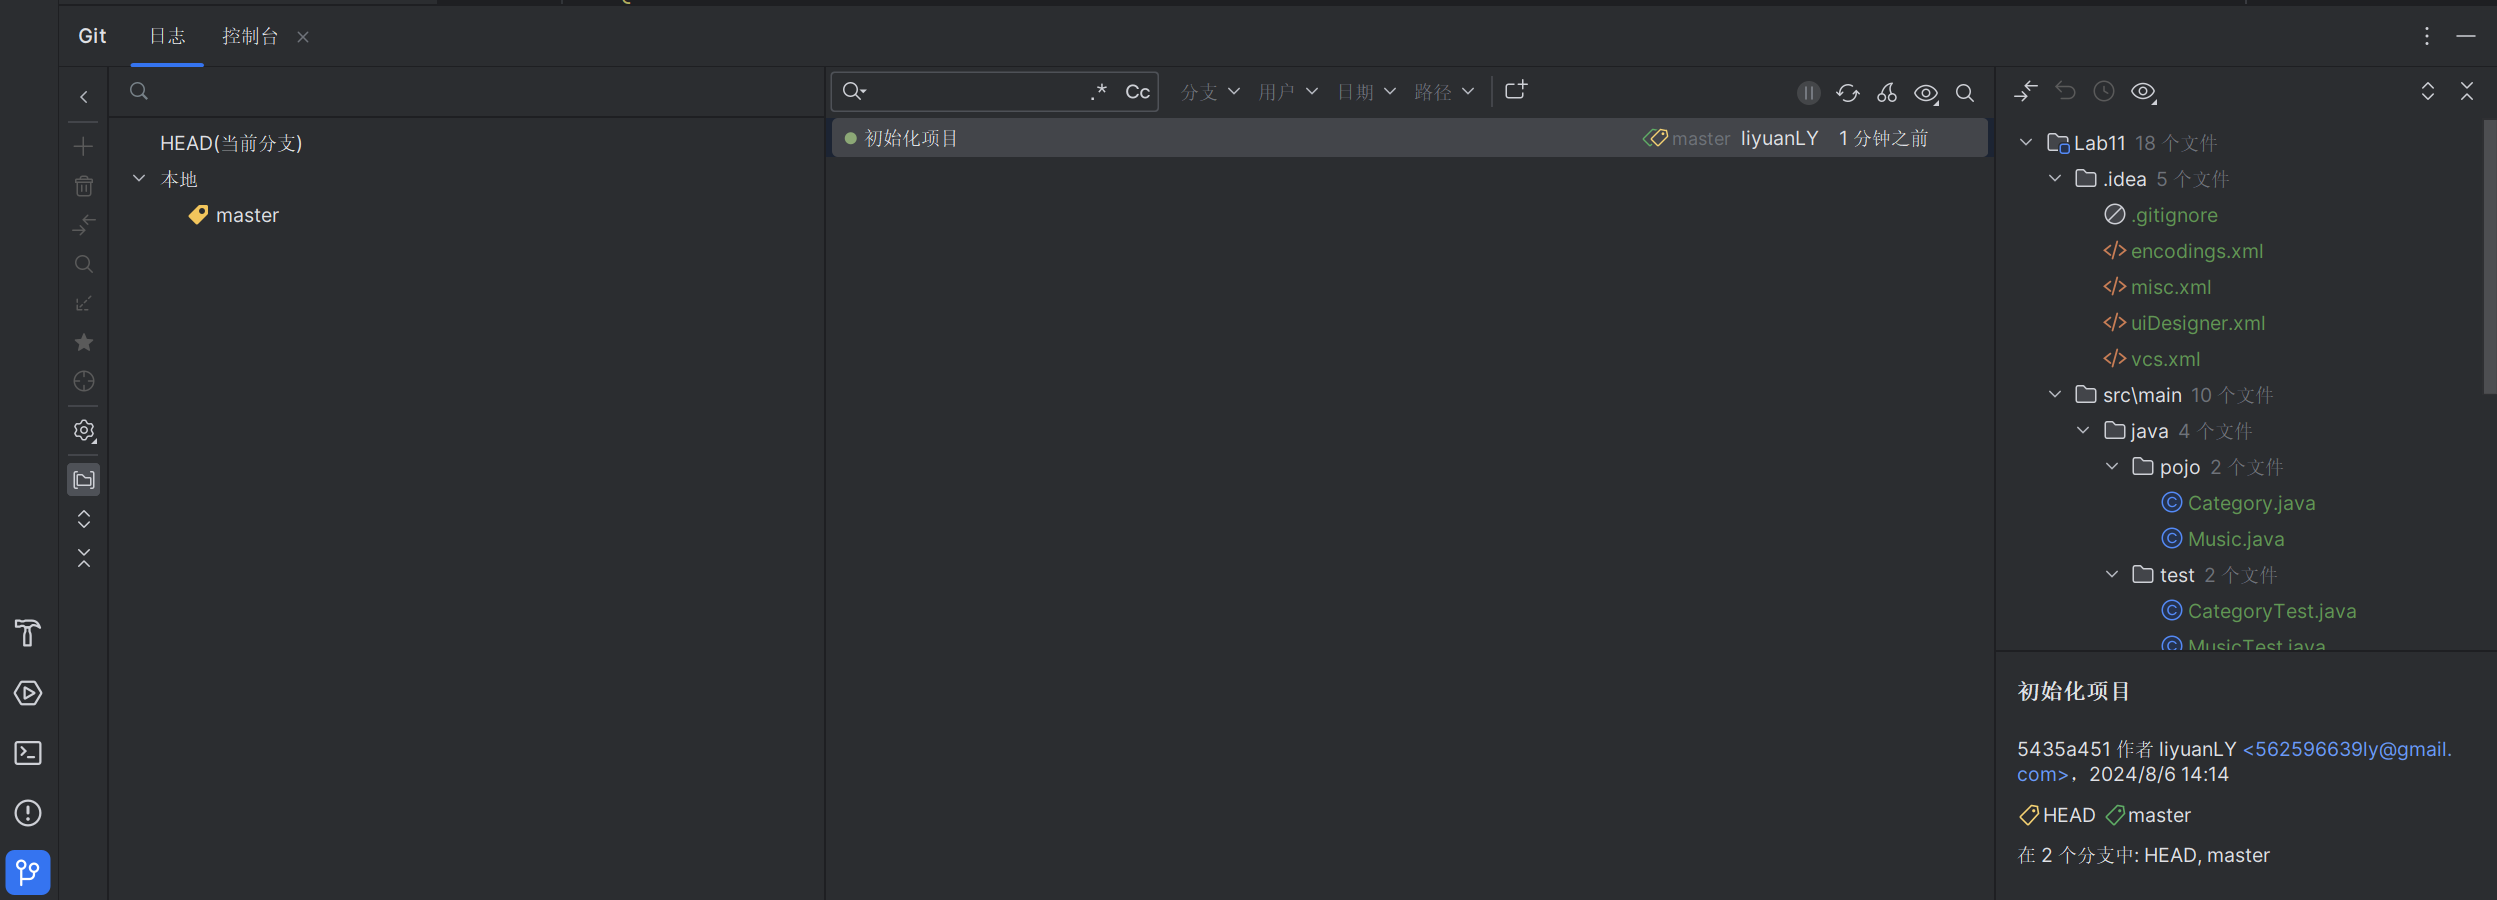 Git 日志 控制台
.* Cc 分支 用户 日期 路径
HEAD(当前分支)
本地
master
初始化项目 master liyuanLY 1 分钟之前
Lab11 18 个文件
.idea 5 个文件
.gitignore
encodings.xml
misc.xml
uiDesigner.xml
vcs.xml
src\main 10 个文件
java 4 个文件
pojo 2 个文件
Category.java
Music.java
test 2 个文件
CategoryTest.java
MusicTest.java
初始化项目
5435a451 作者 liyuanLY <562596639ly@gmail.
com>，2024/8/6 14:14
HEAD master
在 2 个分支中: HEAD, master